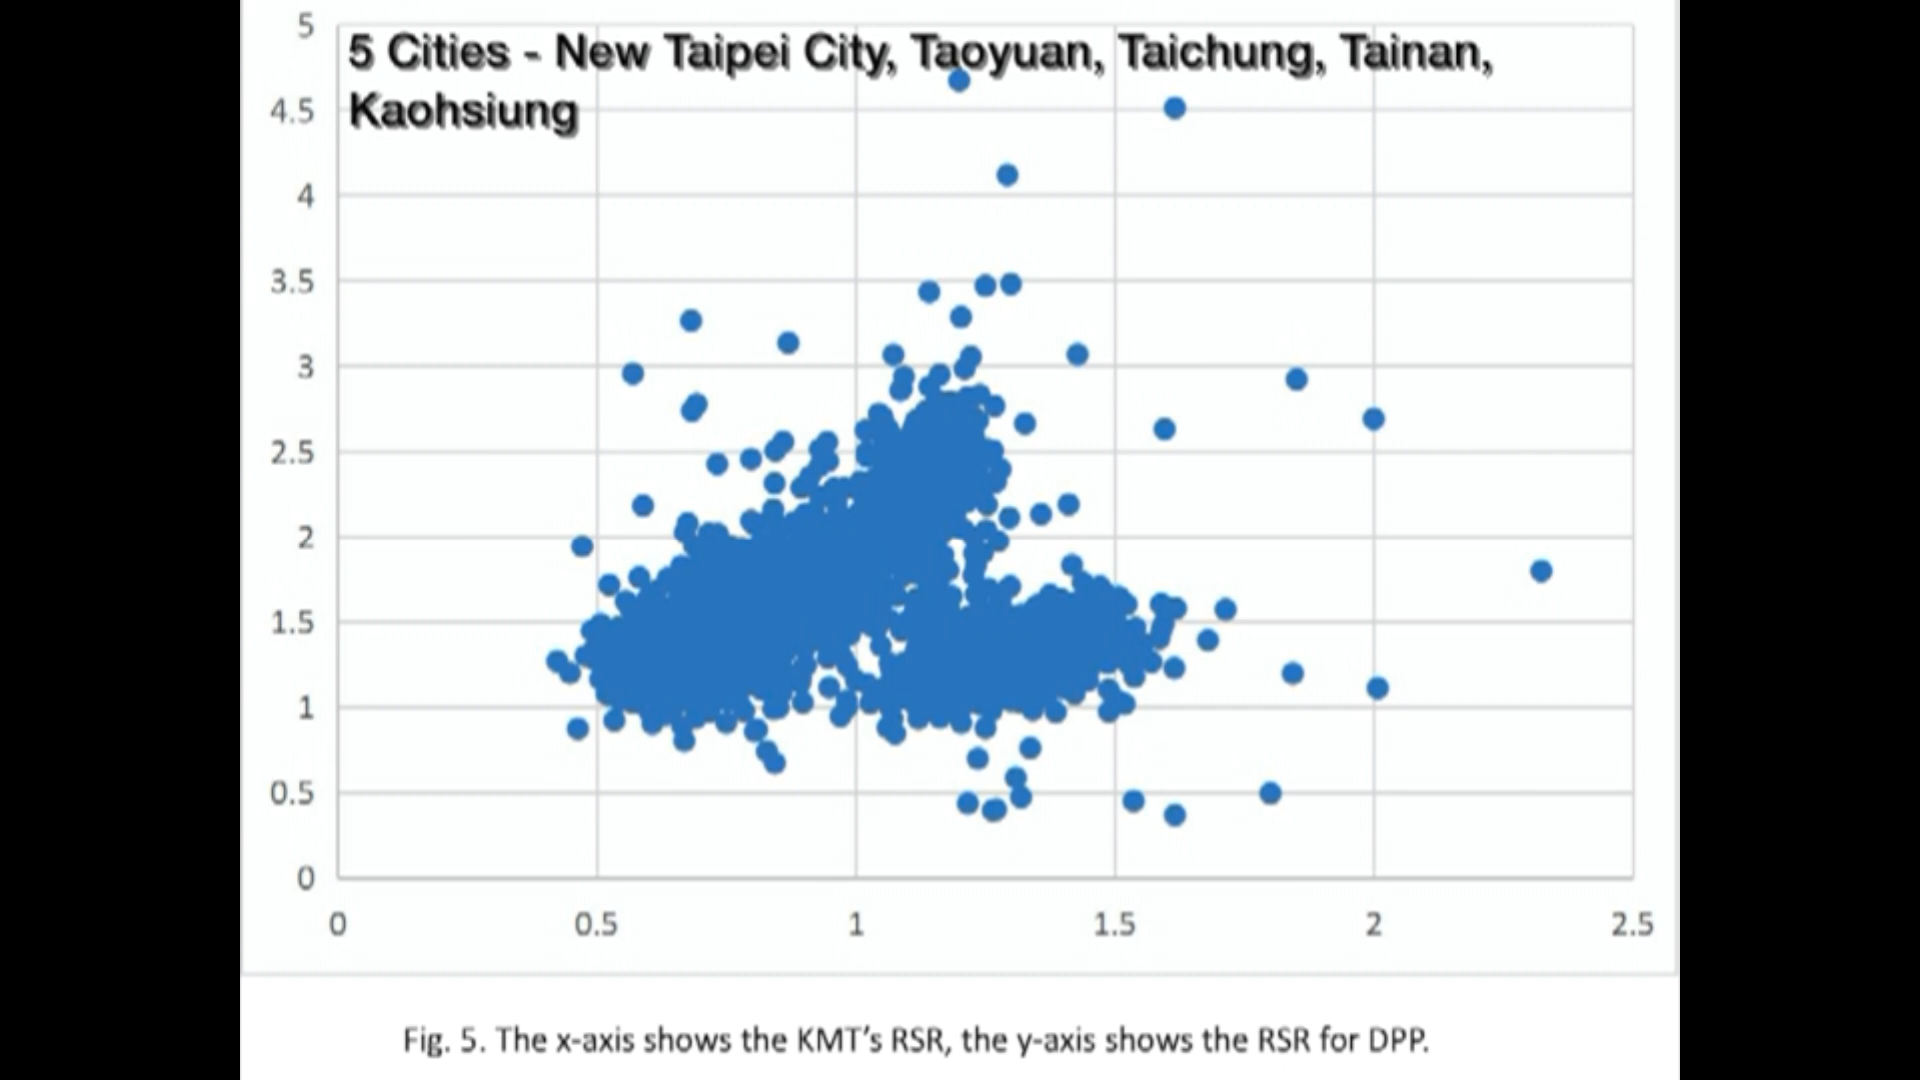 5 Cities - New Taipei City, Taoyuan, Taichung, Tainan,
Kaohsiung
5
4.5
4
3.5
3
2.5
2
1.5
1
0.5
0
0 0.5 1 1.5 2 2.5
Fig. 5. The x-axis shows the KMT's RSR, the y-axis shows the RSR for DPP.